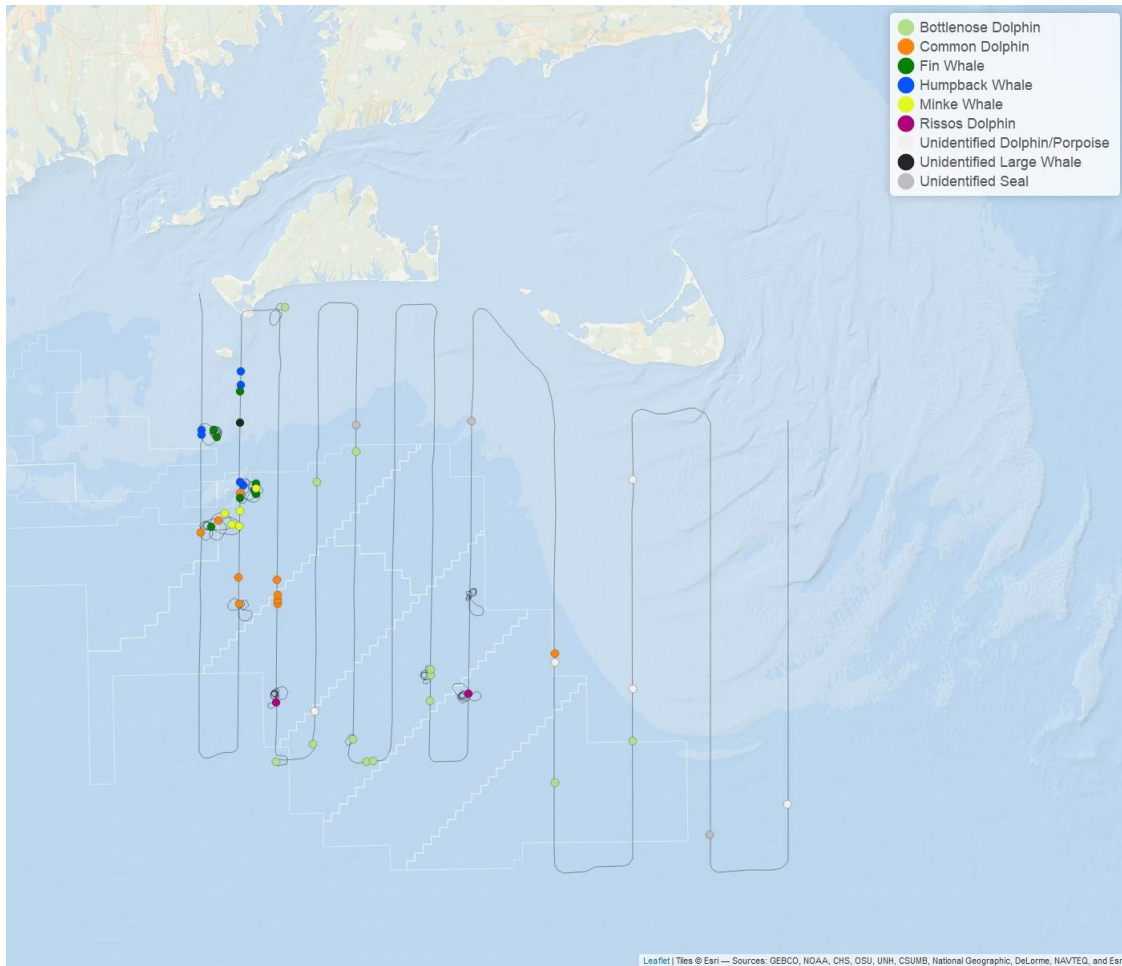 Bottlenose Dolphin
Common Dolphin
Fin Whale
Humpback Whale
Minke Whale
Rissos Dolphin
Unidentified Dolphin/Porpoise
Unidentified Large Whale
Unidentified Seal
Leaflet | Tiles © Esri — Sources: GEBCO, NOAA, CHS, OSU, UNH, CSUMB, National Geographic, DeLorme, NAVTEQ, and Esri